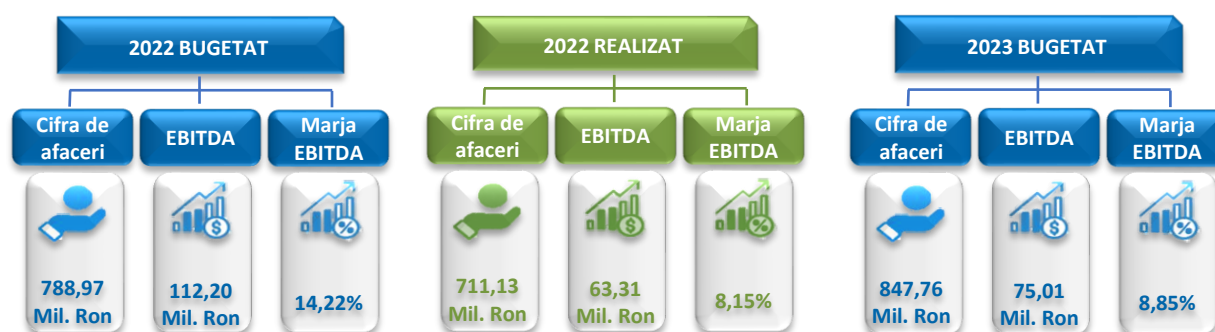 2022 BUGETAT
Cifra de
afaceri
EBITDA
Marja
EBITDA
788,97
Mil. Ron
112,20
Mil. Ron
14,22%
2022 REALIZAT
Cifra de
afaceri
EBITDA
Marja
EBITDA
711,13
Mil. Ron
63,31
Mil. Ron
8,15%
2023 BUGETAT
Cifra de
afaceri
EBITDA
Marja
EBITDA
847,76
Mil. Ron
75,01
Mil. Ron
8,85%